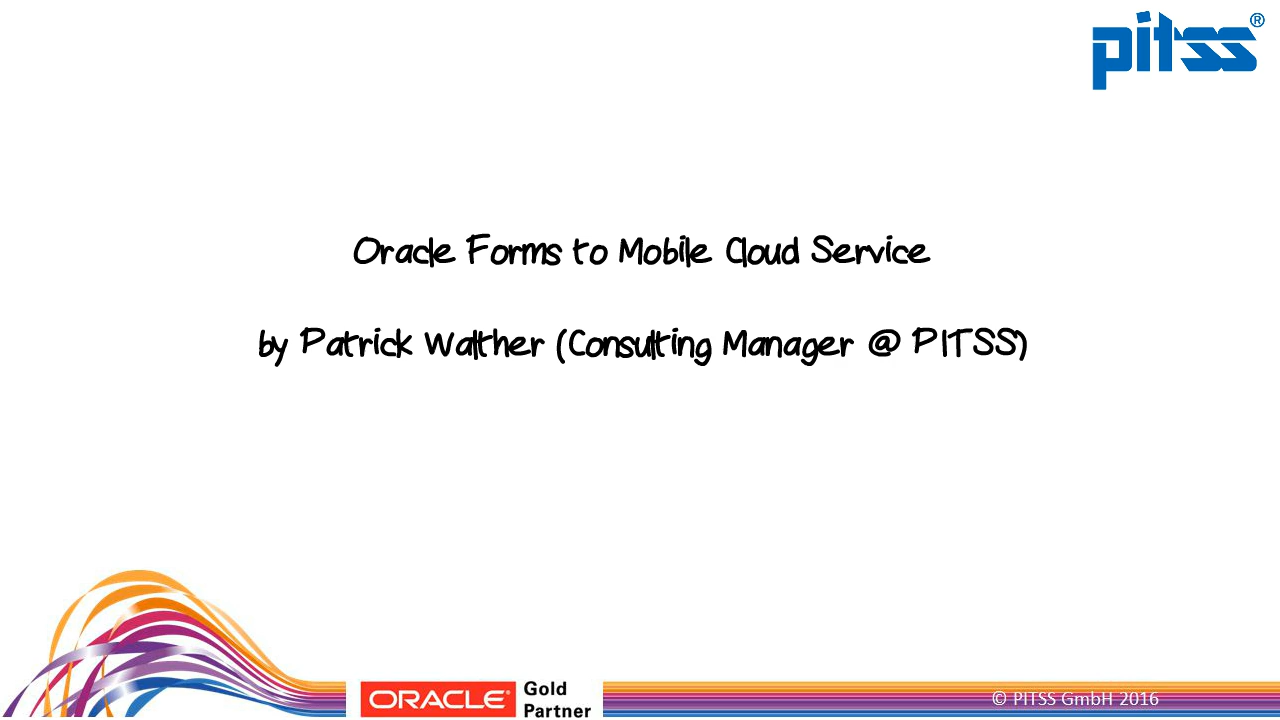 pitss®
Oracle Forms to Mobile Cloud Service
by Patrick Walther (Consulting Manager @ PITSS)
ORACLE® Gold
Partner
© PITSS GmbH 2016